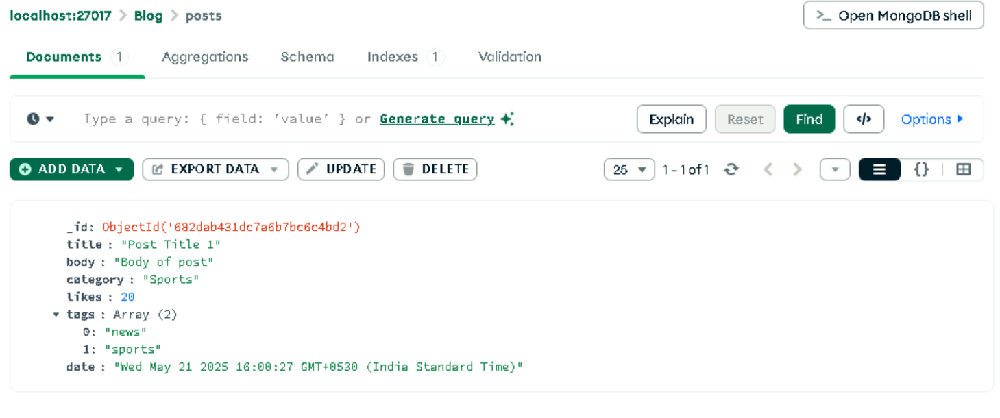 localhost:27017 > Blog > posts
>_ Open MongoDB shell
Documents 1 Aggregations Schema Indexes 1 Validation
Type a query: { field: 'value' } or Generate query
Explain Reset Find </> Options
ADD DATA EXPORT DATA UPDATE DELETE 25 1 – 1 of 1 < > {}
_id: ObjectId('682dab431dc7a6b7bc6c4bd2')
title : "Post Title 1"
body : "Body of post"
category : "Sports"
likes : 20
tags : Array (2)
0: "news"
1: "sports"
date : "Wed May 21 2025 16:00:27 GMT+0530 (India Standard Time)"